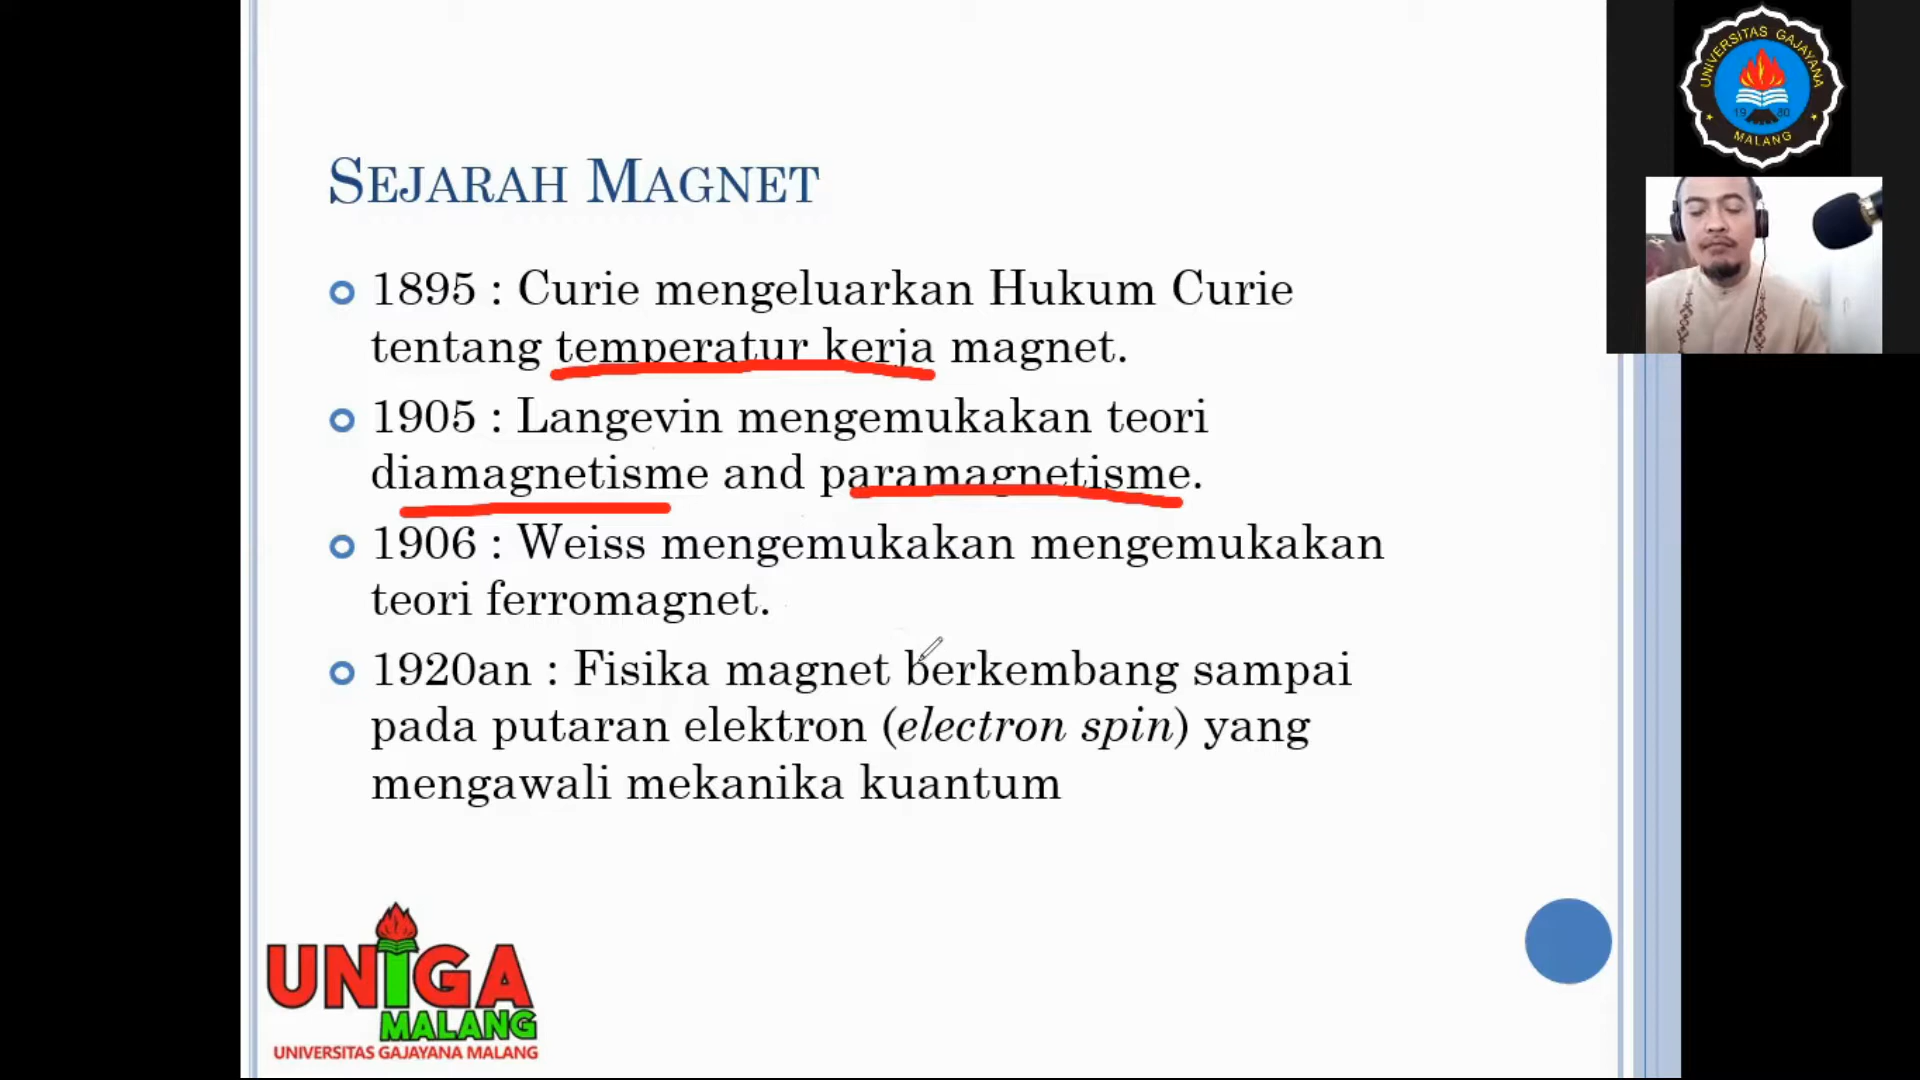 SEJARAH MAGNET
1895 : Curie mengeluarkan Hukum Curie
tentang temperatur kerja magnet.
1905 : Langevin mengemukakan teori
diamagnetisme and paramagnetisme.
1906 : Weiss mengemukakan mengemukakan
teori ferromagnet.
1920an : Fisika magnet berkembang sampai
pada putaran elektron (electron spin) yang
mengawali mekanika kuantum
UNIGA
MALANG
UNIVERSITAS GAJAYANA MALANG
UNIVERSITAS GAJAYANA
19 80
MALANG